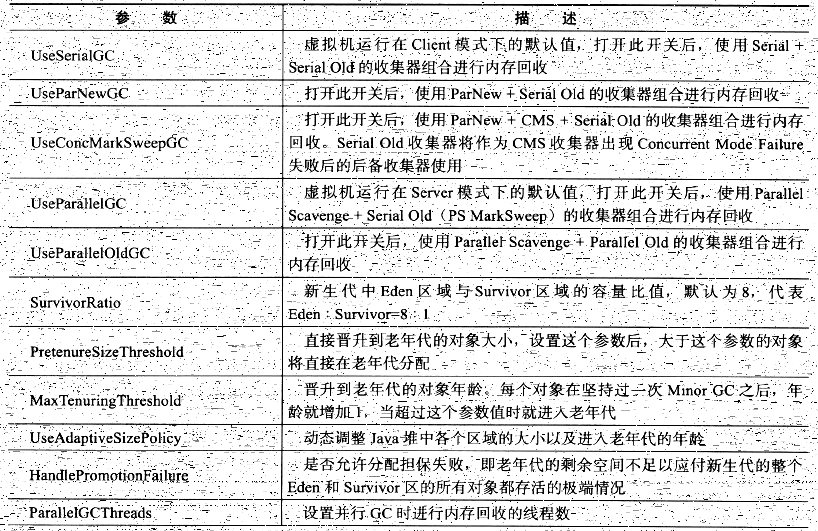 参 数 描 述
UseSerialGC
虚拟机运行在 Client 模式下的默认值，打开此开关后，使用 Serial +
Serial Old 的收集器组合进行内存回收
UseParNewGC
打开此开关后，使用 ParNew + Serial Old 的收集器组合进行内存回收
UseConcMarkSweepGC
打开此开关后，使用 ParNew + CMS + Serial Old 的收集器组合进行内存
回收。Serial Old 收集器将作为 CMS 收集器出现 Concurrent Mode Failure
失败后的后备收集器使用
UseParallelGC
虚拟机运行在 Server 模式下的默认值，打开此开关后，使用 Parallel
Scavenge + Serial Old（PS MarkSweep）的收集器组合进行内存回收
UseParallelOldGC
打开此开关后，使用 Parallel Scavenge + Parallel Old 的收集器组合进行
内存回收
SurvivorRatio
新生代中 Eden 区域与 Survivor 区域的容量比值，默认为 8，代表
Eden : Survivor=8 : 1
PretenureSizeThreshold
直接晋升到老年代的对象大小，设置这个参数后，大于这个参数的对象
将直接在老年代分配
MaxTenuringThreshold
晋升到老年代的对象年龄。每个对象在坚持过一次 Minor GC 之后，年
龄就增加 1，当超过这个参数值时就进入老年代
UseAdaptiveSizePolicy
动态调整 Java 堆中各个区域的大小以及进入老年代的年龄
HandlePromotionFailure
是否允许分配担保失败，即老年代的剩余空间不足以应付新生代的整个
Eden 和 Survivor 区的所有对象都存活的极端情况
ParallelGCThreads
设置并行 GC 时进行内存回收的线程数